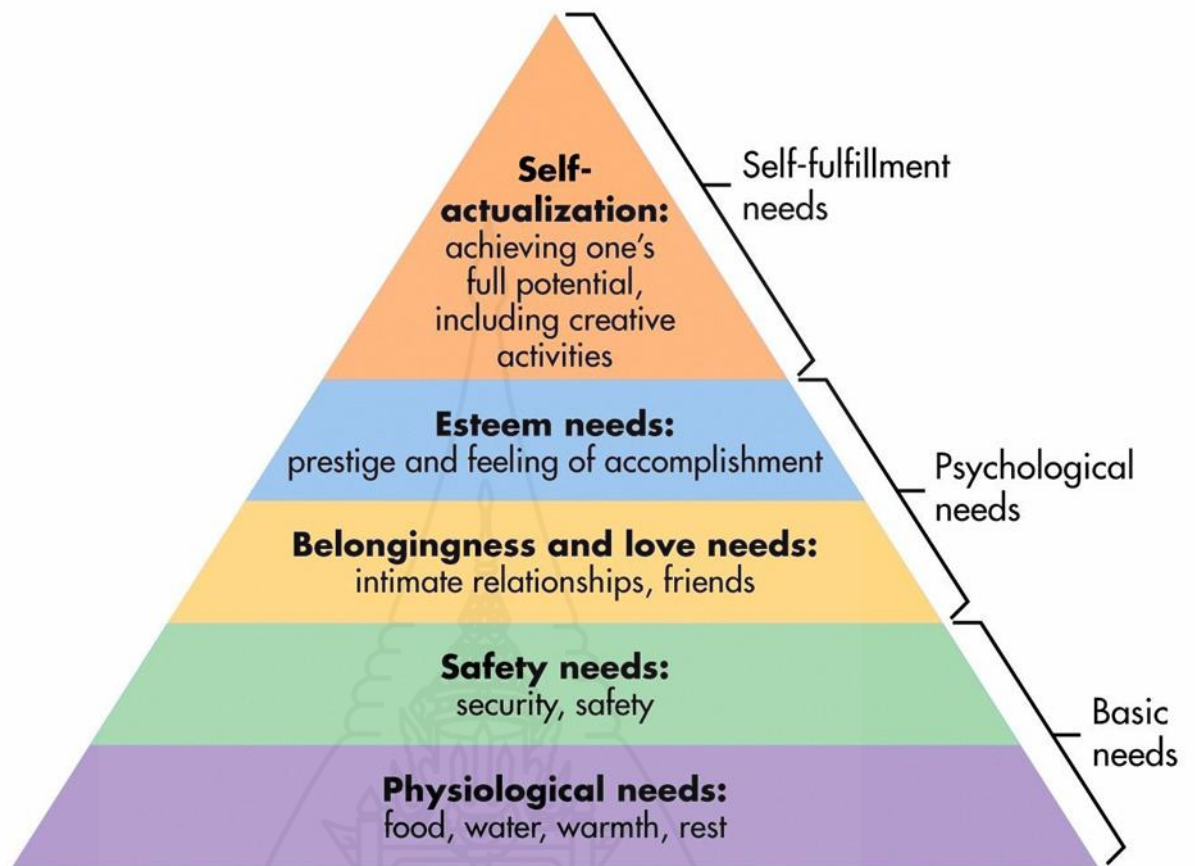 Self-
actualization:
achieving one's
full potential,
including creative
activities
Self-fulfillment
needs
Esteem needs:
prestige and feeling of accomplishment
Psychological
needs
Belongingness and love needs:
intimate relationships, friends
Safety needs:
security, safety
Basic
needs
Physiological needs:
food, water, warmth, rest